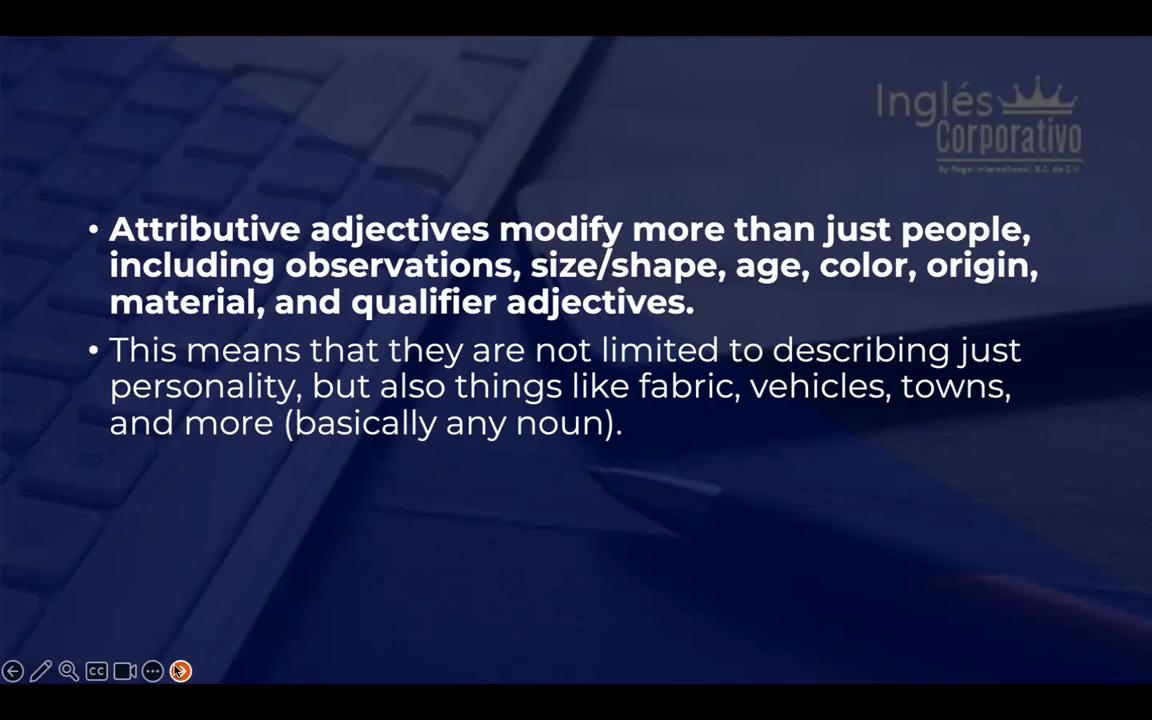 Inglés
Corporativo
• Attributive adjectives modify more than just people,
including observations, size/shape, age, color, origin,
material, and qualifier adjectives.
• This means that they are not limited to describing just
personality, but also things like fabric, vehicles, towns,
and more (basically any noun).
CC